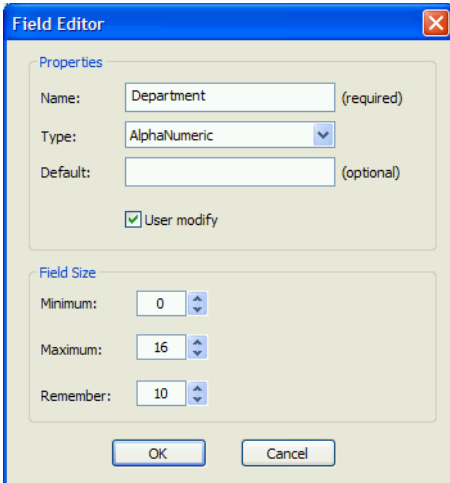 Field Editor
Properties
Name: Department (required)
Type: AlphaNumeric
Default: (optional)
User modify
Field Size
Minimum: 0
Maximum: 16
Remember: 10
OK Cancel